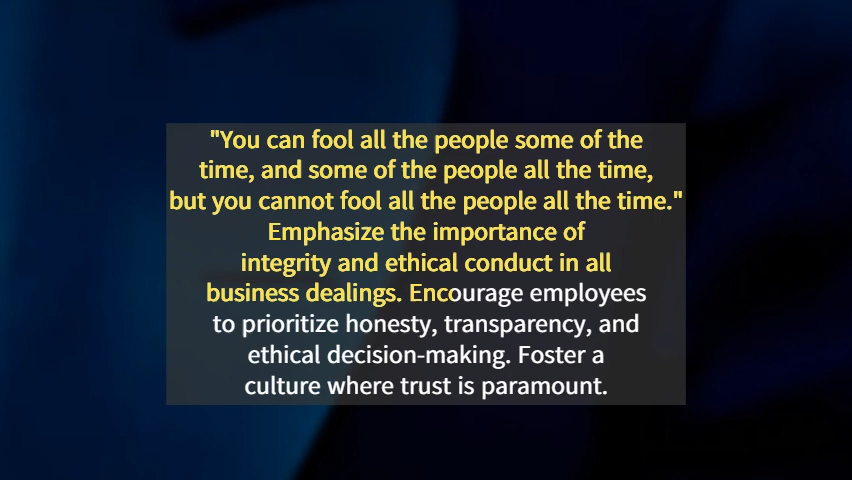 "You can fool all the people some of the
time, and some of the people all the time,
but you cannot fool all the people all the time."
Emphasize the importance of
integrity and ethical conduct in all
business dealings. Encourage employees
to prioritize honesty, transparency, and
ethical decision-making. Foster a
culture where trust is paramount.